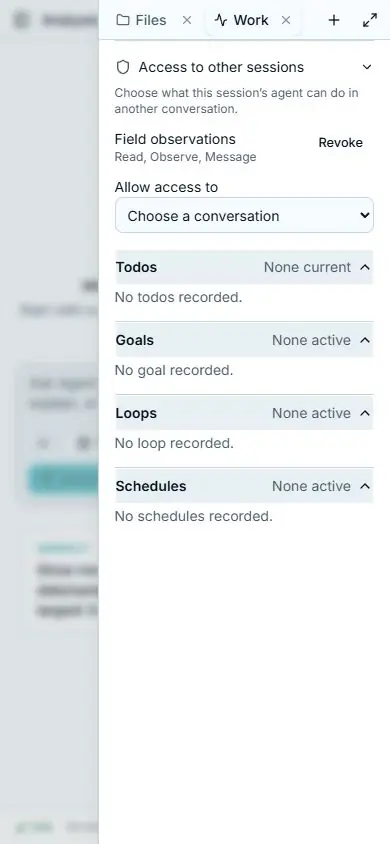 Files
Work
Access to other sessions
Choose what this session's agent can do in
another conversation.
Field observations
Revoke
Read, Observe, Message
Allow access to
Choose a conversation
Todos
None current
No todos recorded.
Goals
None active
No goal recorded.
Loops
None active
No loop recorded.
Schedules
None active
No schedules recorded.